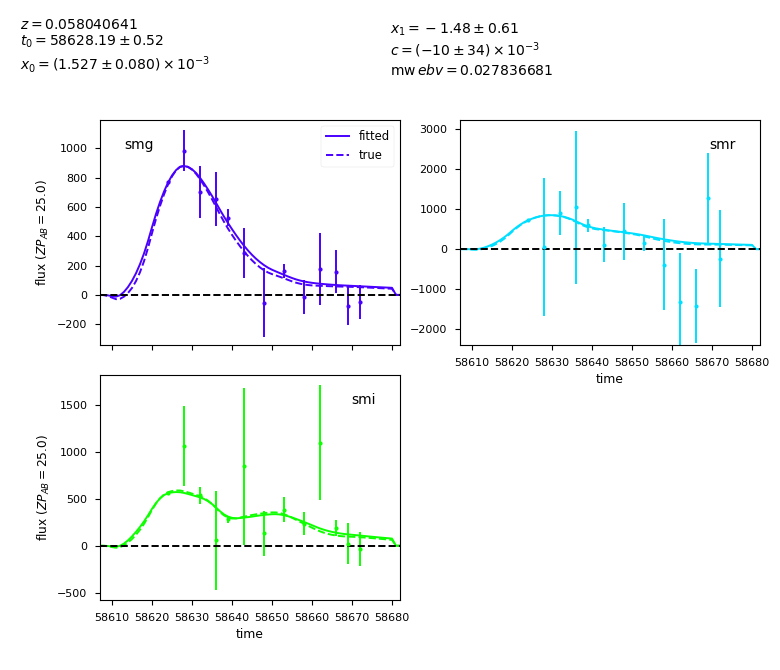 z = 0.058040641
t₀ = 58628.19 ± 0.52
x₀ = (1.527 ± 0.080) × 10⁻³
x₁ = −1.48 ± 0.61
c = (−10 ± 34) × 10⁻³
mw ebv = 0.027836681
smg
fitted
true
1000
800
600
400
200
0
−200
flux (ZP_AB = 25.0)
smr
3000
2000
1000
0
−1000
−2000
58610 58620 58630 58640 58650 58660 58670 58680
time
smi
1500
1000
500
0
−500
flux (ZP_AB = 25.0)
58610 58620 58630 58640 58650 58660 58670 58680
time